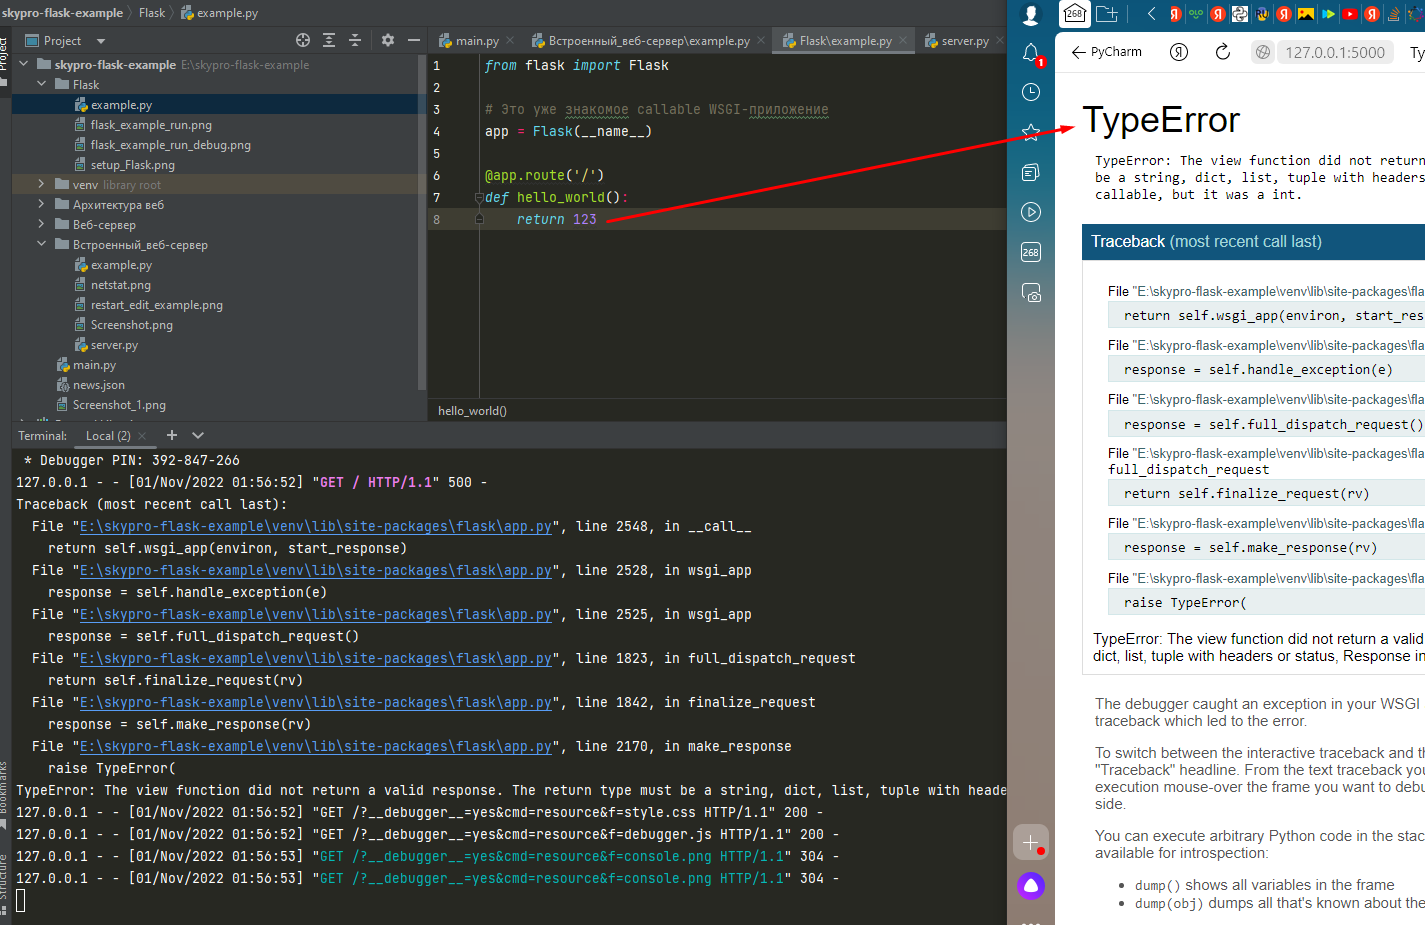 skypro-flask-example
Flask
example.py
Project
Project
skypro-flask-example E:\skypro-flask-example
Flask
example.py
flask_example_run.png
flask_example_run_debug.png
setup_Flask.png
venv library root
Архитектура веб
Веб-сервер
Встроенный_веб-сервер
example.py
netstat.png
restart_edit_example.png
Screenshot.png
server.py
main.py
news.json
Screenshot_1.png
main.py
Встроенный_веб-сервер\example.py
Flask\example.py
server.py
1 from flask import Flask
2
3 # Это уже знакомое callable WSGI-приложение
4 app = Flask(__name__)
5
6 @app.route('/')
7 def hello_world():
8 return 123
hello_world()
Terminal: Local (2)
* Debugger PIN: 392-847-266
127.0.0.1 - - [01/Nov/2022 01:56:52] "GET / HTTP/1.1" 500 -
Traceback (most recent call last):
File "E:\skypro-flask-example\venv\lib\site-packages\flask\app.py", line 2548, in __call__
return self.wsgi_app(environ, start_response)
File "E:\skypro-flask-example\venv\lib\site-packages\flask\app.py", line 2528, in wsgi_app
response = self.handle_exception(e)
File "E:\skypro-flask-example\venv\lib\site-packages\flask\app.py", line 2525, in wsgi_app
response = self.full_dispatch_request()
File "E:\skypro-flask-example\venv\lib\site-packages\flask\app.py", line 1823, in full_dispatch_request
return self.finalize_request(rv)
File "E:\skypro-flask-example\venv\lib\site-packages\flask\app.py", line 1842, in finalize_request
response = self.make_response(rv)
File "E:\skypro-flask-example\venv\lib\site-packages\flask\app.py", line 2170, in make_response
raise TypeError(
TypeError: The view function did not return a valid response. The return type must be a string, dict, list, tuple with heade
127.0.0.1 - - [01/Nov/2022 01:56:52] "GET /?__debugger__=yes&cmd=resource&f=style.css HTTP/1.1" 200 -
127.0.0.1 - - [01/Nov/2022 01:56:52] "GET /?__debugger__=yes&cmd=resource&f=debugger.js HTTP/1.1" 200 -
127.0.0.1 - - [01/Nov/2022 01:56:53] "GET /?__debugger__=yes&cmd=resource&f=console.png HTTP/1.1" 304 -
127.0.0.1 - - [01/Nov/2022 01:56:53] "GET /?__debugger__=yes&cmd=resource&f=console.png HTTP/1.1" 304 -
Bookmarks
Structure
268
1
268
PyCharm
Я
127.0.0.1:5000
Ty
TypeError
TypeError: The view function did not return
be a string, dict, list, tuple with headers
callable, but it was a int.
Traceback (most recent call last)
File "E:\skypro-flask-example\venv\lib\site-packages\fla
return self.wsgi_app(environ, start_res
File "E:\skypro-flask-example\venv\lib\site-packages\fla
response = self.handle_exception(e)
File "E:\skypro-flask-example\venv\lib\site-packages\fla
response = self.full_dispatch_request()
File "E:\skypro-flask-example\venv\lib\site-packages\fla
full_dispatch_request
return self.finalize_request(rv)
File "E:\skypro-flask-example\venv\lib\site-packages\fla
response = self.make_response(rv)
File "E:\skypro-flask-example\venv\lib\site-packages\fla
raise TypeError(
TypeError: The view function did not return a valid
dict, list, tuple with headers or status, Response in
The debugger caught an exception in your WSGI
traceback which led to the error.
To switch between the interactive traceback and th
"Traceback" headline. From the text traceback you
execution mouse-over the frame you want to debu
side.
You can execute arbitrary Python code in the stac
available for introspection:
dump() shows all variables in the frame
dump(obj) dumps all that's known about the